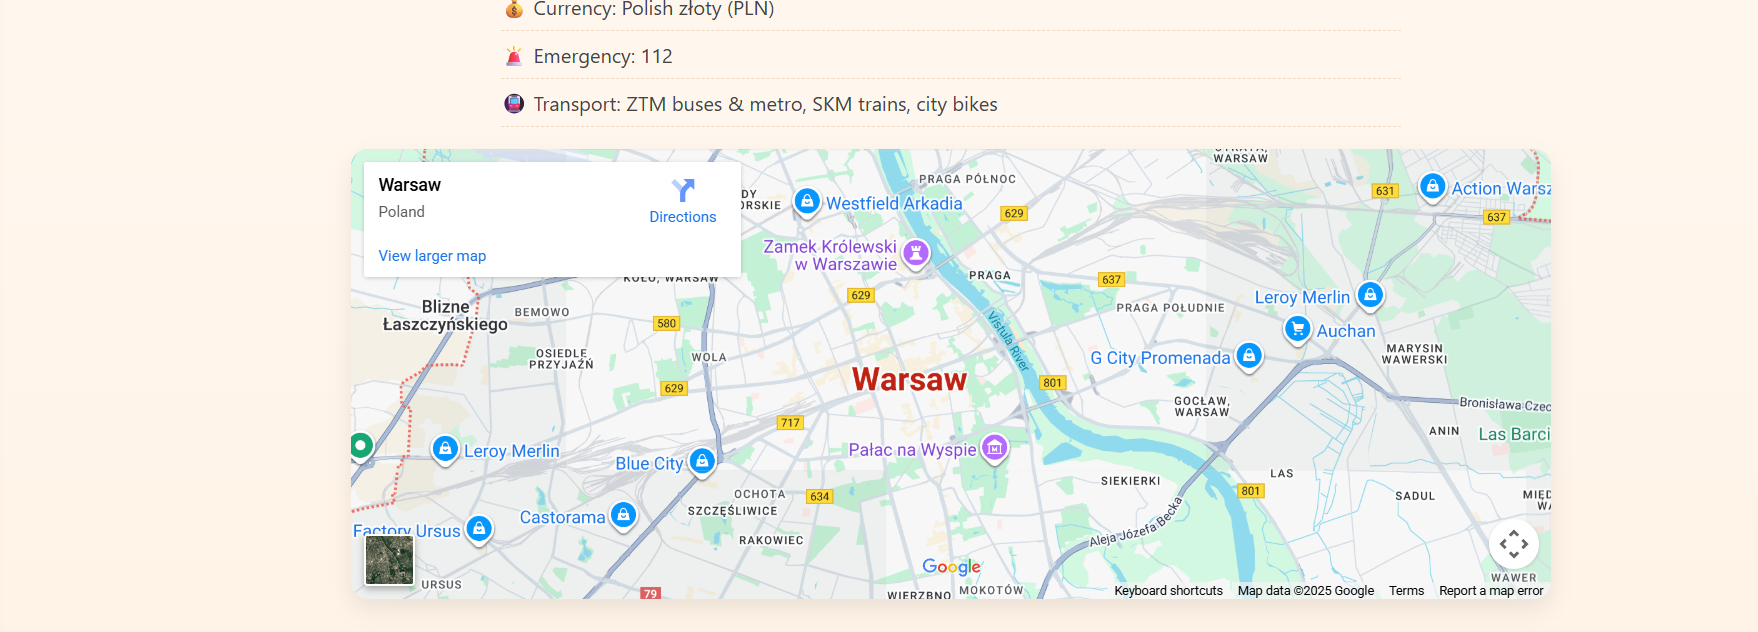 Currency: Polish złoty (PLN)
Emergency: 112
Transport: ZTM buses & metro, SKM trains, city bikes
Warsaw
Poland
Directions
View larger map
WARSAW
PRAGA PÓŁNOC
631
Action Warsz
Westfield Arkadia
629
637
Zamek Królewski
w Warszawie
PRAGA
KOŁO, WARSAW
637
629
Leroy Merlin
Blizne
Łaszczyńskiego
BEMOWO
580
PRAGA POŁUDNIE
Auchan
Vistula River
OSIEDLE
PRZYJAŹŃ
WOLA
G City Promenada
MARYSIN
WAWERSKI
Warsaw
629
801
GOCŁAW,
WARSAW
Bronisława Czec
717
ANIN
Las Barci
Leroy Merlin
Blue City
Pałac na Wyspie
LAS
SIEKIERKI
OCHOTA
634
801
SADUL
SZCZĘŚLIWICE
Castorama
Factory Ursus
Aleja Józefa Becka
RAKOWIEC
Google
URSUS
79
WIERZBNO
MOKOTÓW
WAWER
Keyboard shortcuts
Map data ©2025 Google
Terms
Report a map error